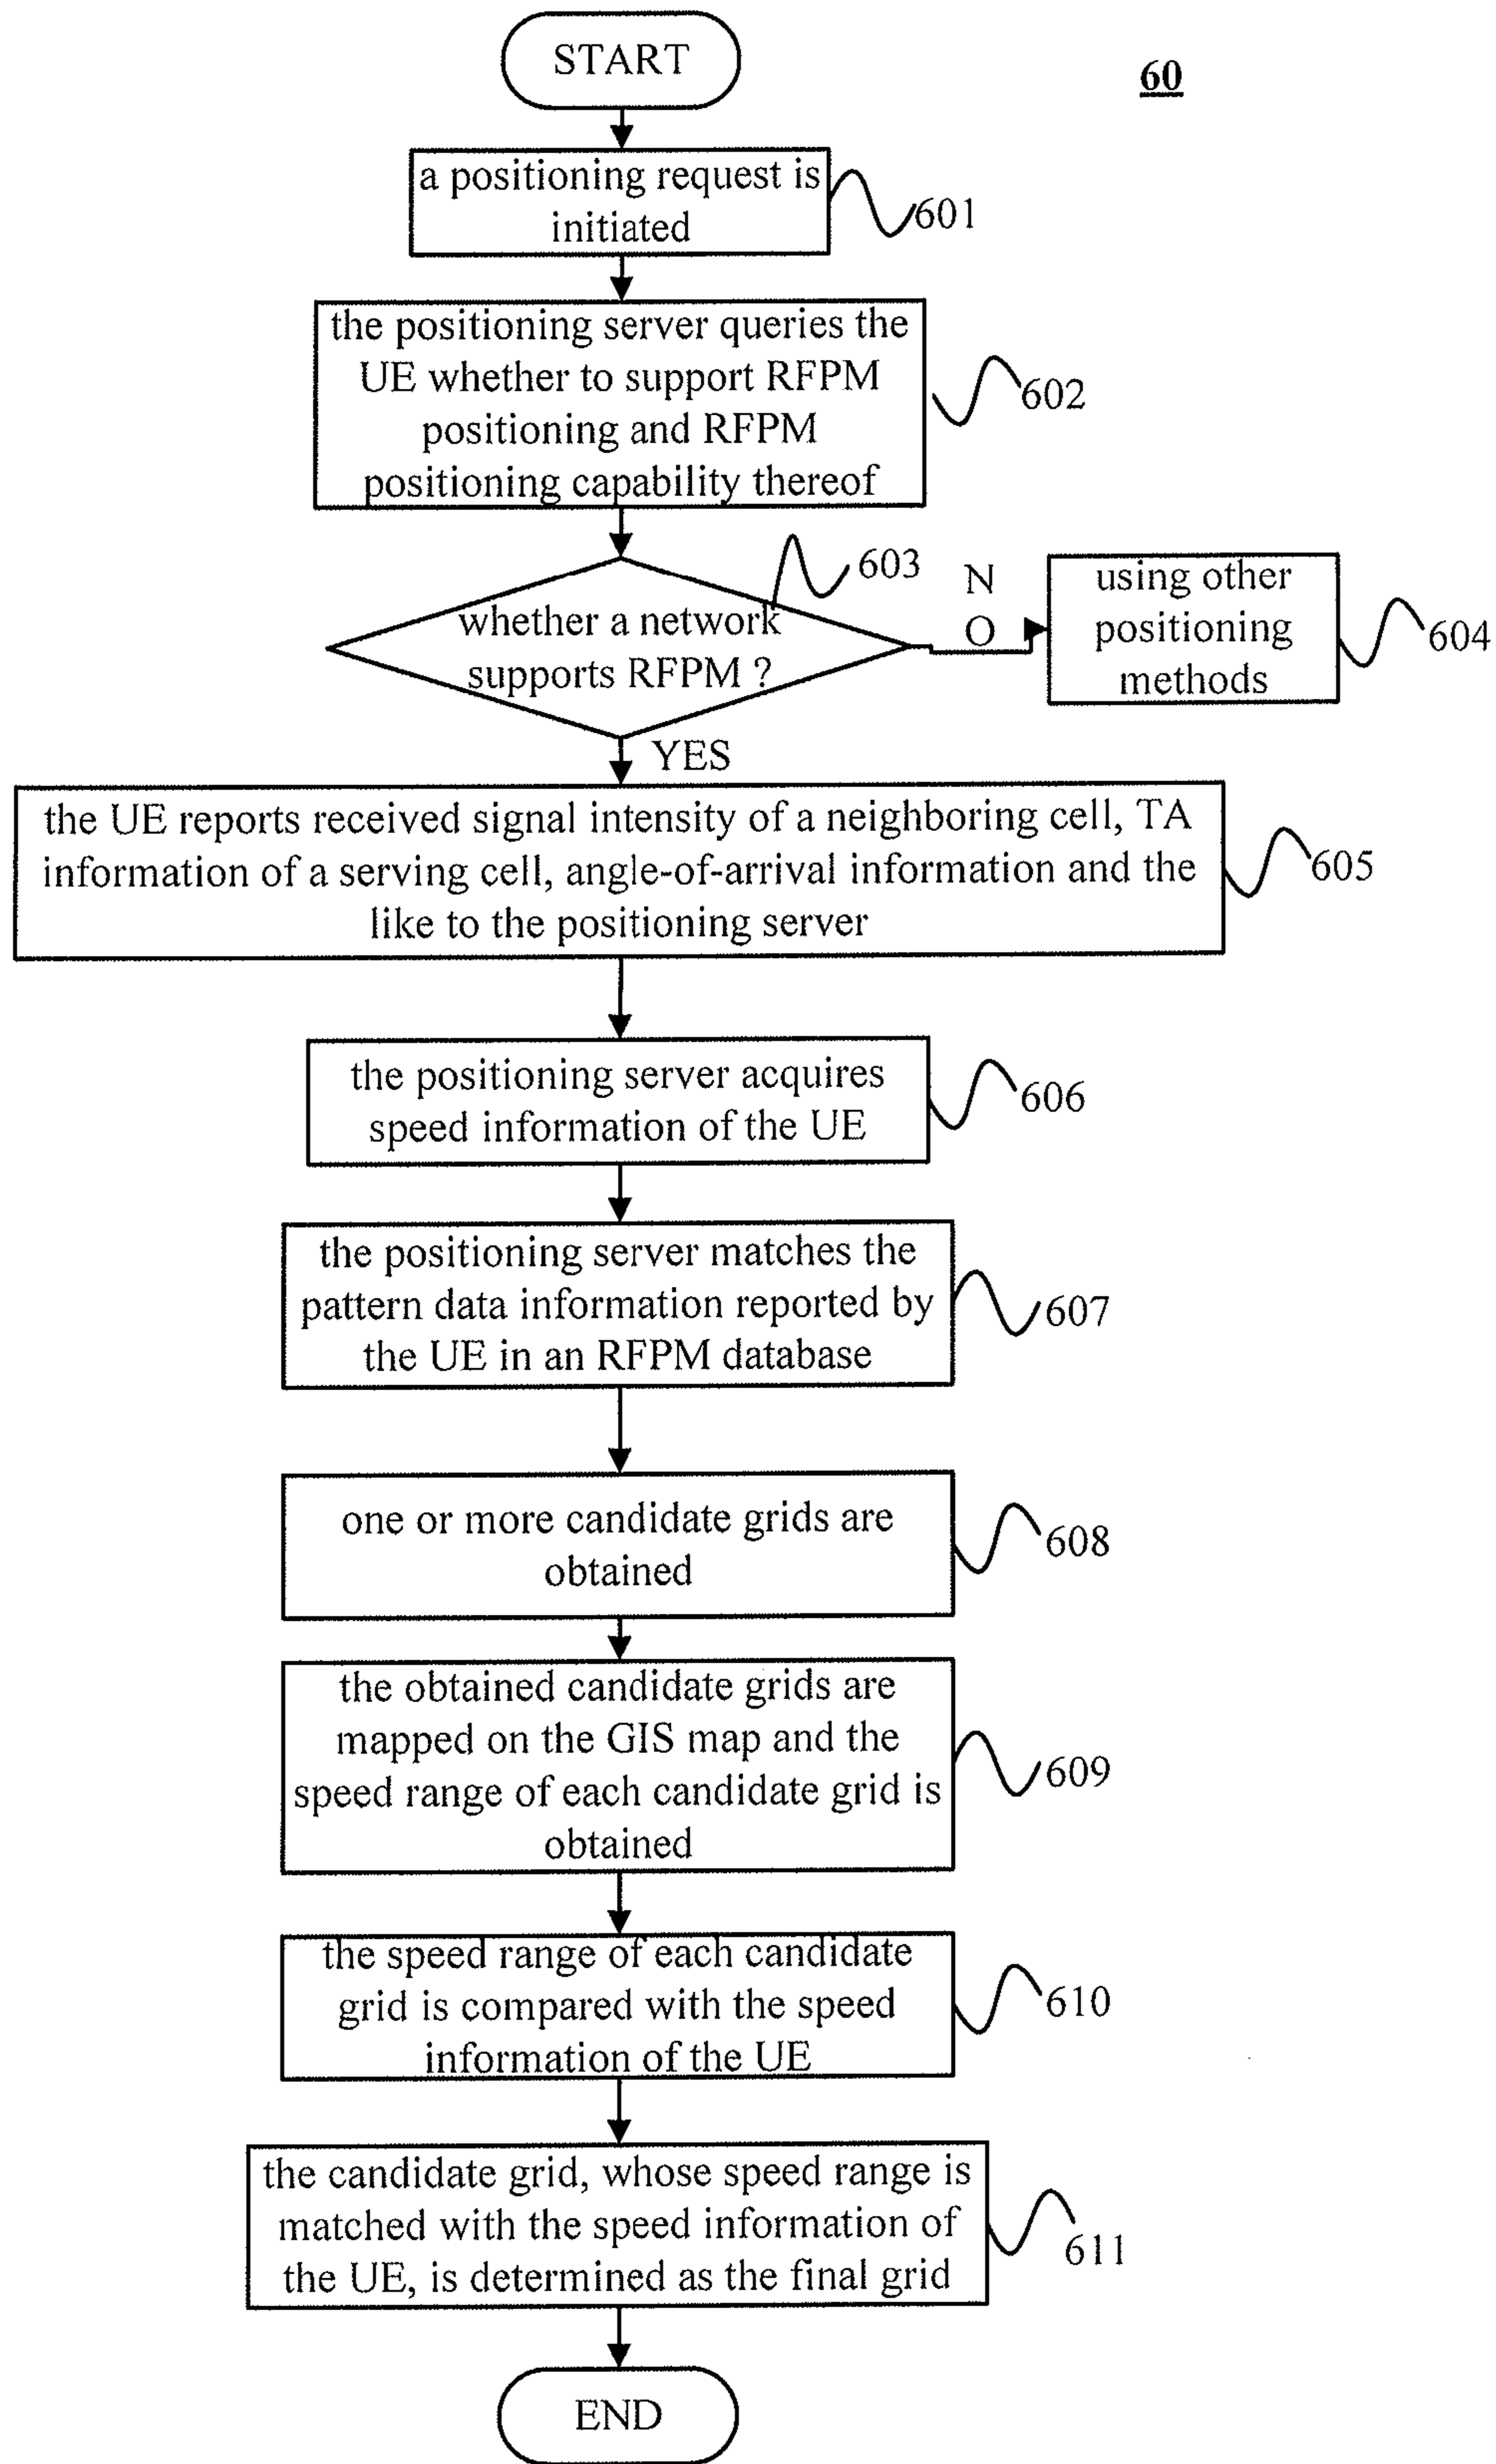 START
60
a positioning request is
initiated
601
the positioning server queries the
UE whether to support RFPM
positioning and RFPM
positioning capability thereof
602
603
whether a network
supports RFPM ?
N
O
using other
positioning
methods
604
YES
the UE reports received signal intensity of a neighboring cell, TA
information of a serving cell, angle-of-arrival information and the
like to the positioning server
605
the positioning server acquires
speed information of the UE
606
the positioning server matches the
pattern data information reported by
the UE in an RFPM database
607
one or more candidate grids are
obtained
608
the obtained candidate grids are
mapped on the GIS map and the
speed range of each candidate grid is
obtained
609
the speed range of each candidate
grid is compared with the speed
information of the UE
610
the candidate grid, whose speed range is
matched with the speed information of
the UE, is determined as the final grid
611
END